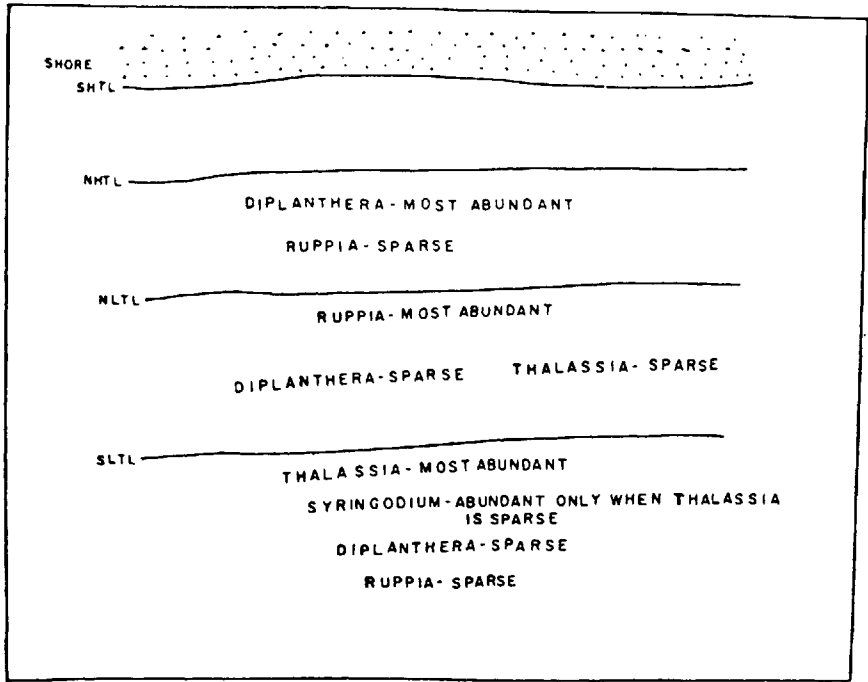 SHORE
SHTL
NHTL
DIPLANTHERA-MOST ABUNDANT
RUPPIA-SPARSE
NLTL
RUPPIA-MOST ABUNDANT
DIPLANTHERA-SPARSE THALASSIA-SPARSE
SLTL
THALASSIA-MOST ABUNDANT
SYRINGODIUM-ABUNDANT ONLY WHEN THALASSIA
IS SPARSE
DIPLANTHERA-SPARSE
RUPPIA-SPARSE